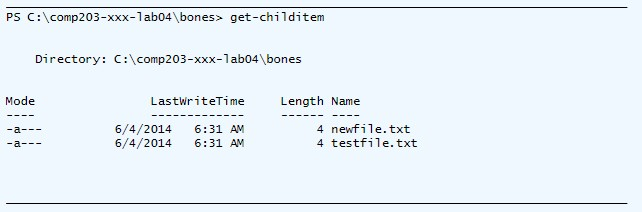 PS C:\comp203-xxx-lab04\bones> get-childitem
Directory: C:\comp203-xxx-lab04\bones
Mode LastWriteTime Length Name
---- ------------- ------ ----
-a--- 6/4/2014 6:31 AM 4 newfile.txt
-a--- 6/4/2014 6:31 AM 4 testfile.txt